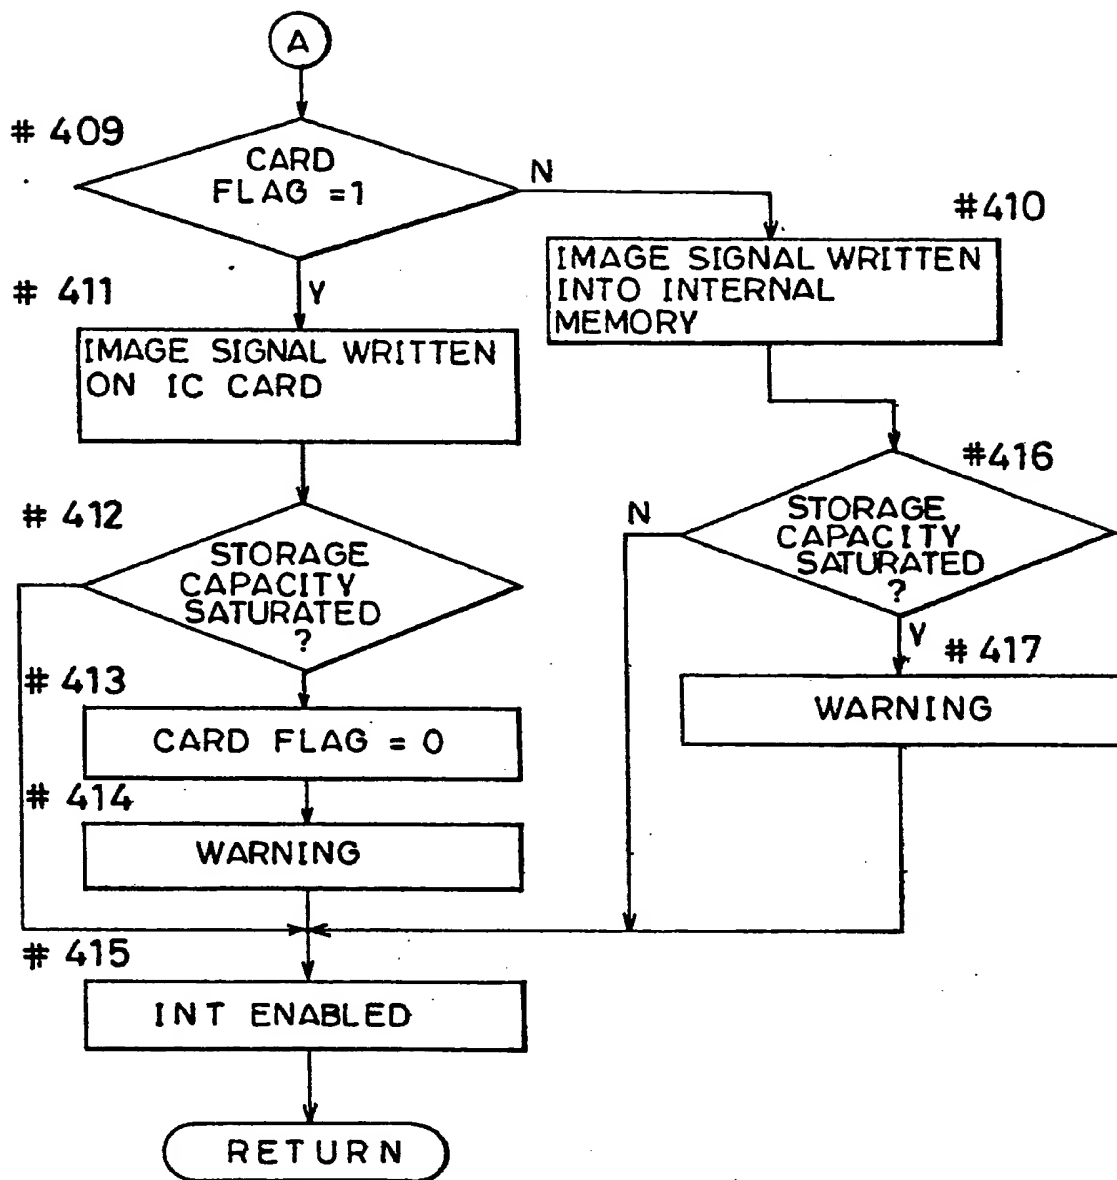 A
# 409
CARD
FLAG =1
N
#410
IMAGE SIGNAL WRITTEN
INTO INTERNAL
MEMORY
# 411
Y
IMAGE SIGNAL WRITTEN
ON IC CARD
#416
N
STORAGE
CAPACITY
SATURATED
?
# 412
STORAGE
CAPACITY
SATURATED
?
Y
# 417
WARNING
# 413
CARD FLAG = 0
# 414
WARNING
# 415
INT ENABLED
RETURN